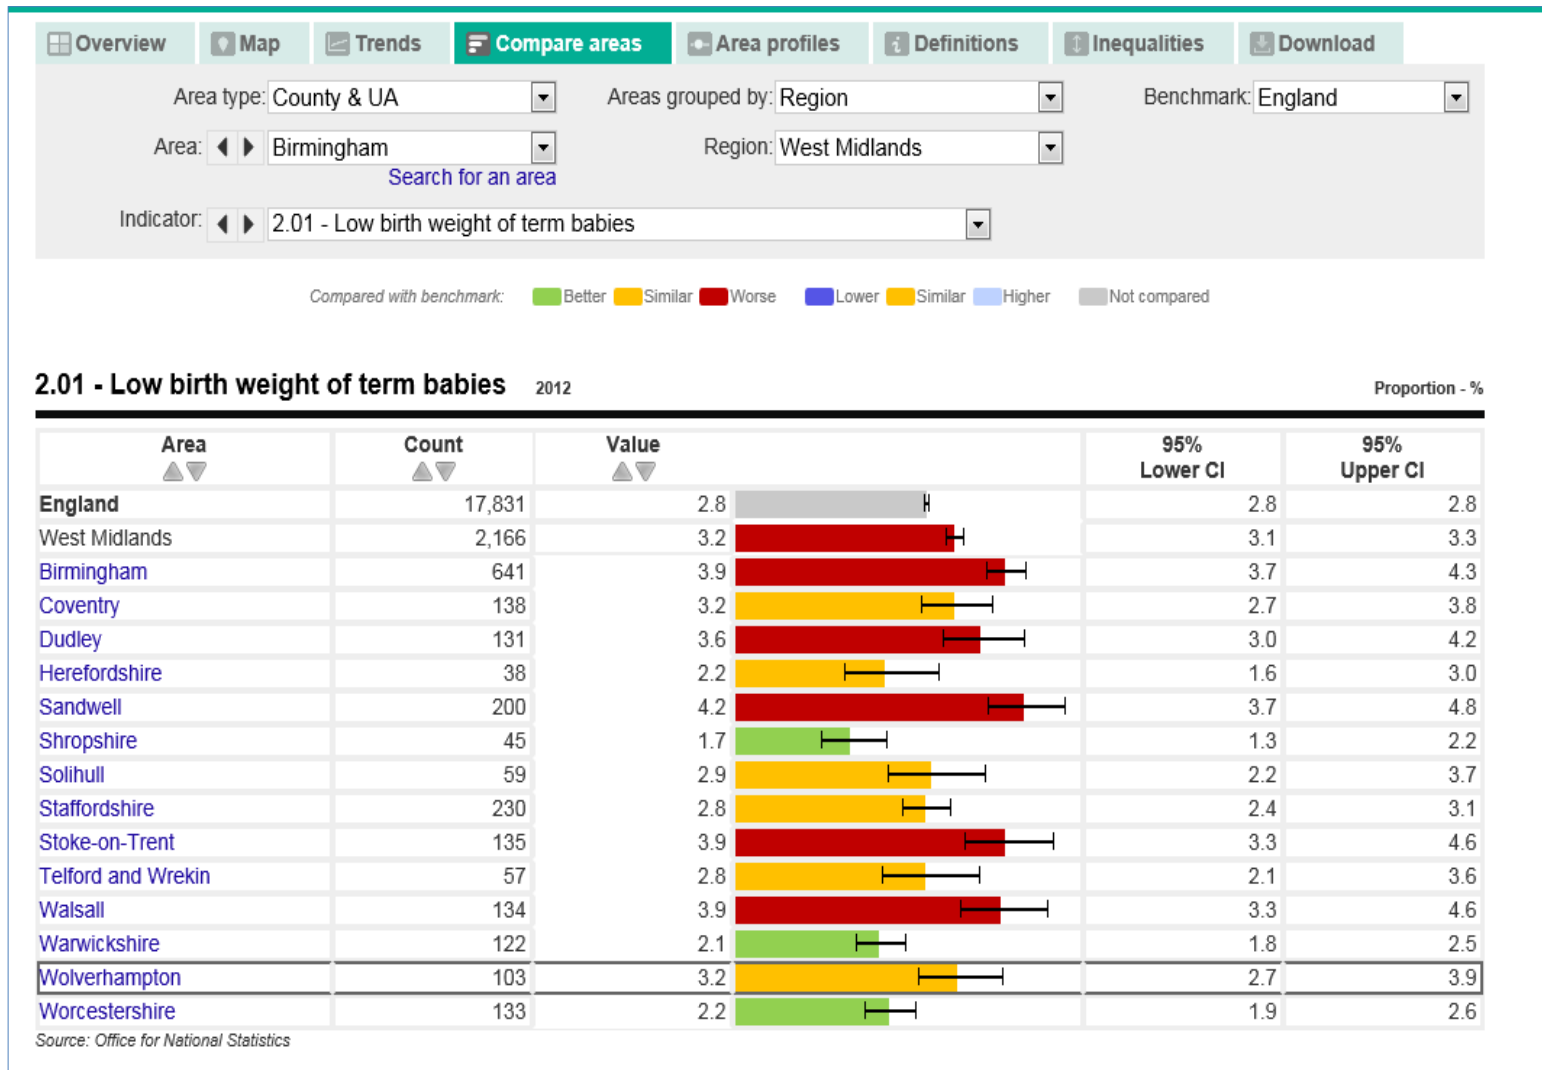 Overview Map Trends Compare areas Area profiles Definitions Inequalities Download
Area type: County & UA Areas grouped by: Region Benchmark: England
Area: Birmingham Region: West Midlands
Search for an area
Indicator: 2.01 - Low birth weight of term babies
Compared with benchmark: Better Similar Worse Lower Similar Higher Not compared
2.01 - Low birth weight of term babies 2012 Proportion - %
Area Count Value 95% Lower CI 95% Upper CI
England 17,831 2.8 2.8 2.8
West Midlands 2,166 3.2 3.1 3.3
Birmingham 641 3.9 3.7 4.3
Coventry 138 3.2 2.7 3.8
Dudley 131 3.6 3.0 4.2
Herefordshire 38 2.2 1.6 3.0
Sandwell 200 4.2 3.7 4.8
Shropshire 45 1.7 1.3 2.2
Solihull 59 2.9 2.2 3.7
Staffordshire 230 2.8 2.4 3.1
Stoke-on-Trent 135 3.9 3.3 4.6
Telford and Wrekin 57 2.8 2.1 3.6
Walsall 134 3.9 3.3 4.6
Warwickshire 122 2.1 1.8 2.5
Wolverhampton 103 3.2 2.7 3.9
Worcestershire 133 2.2 1.9 2.6
Source: Office for National Statistics